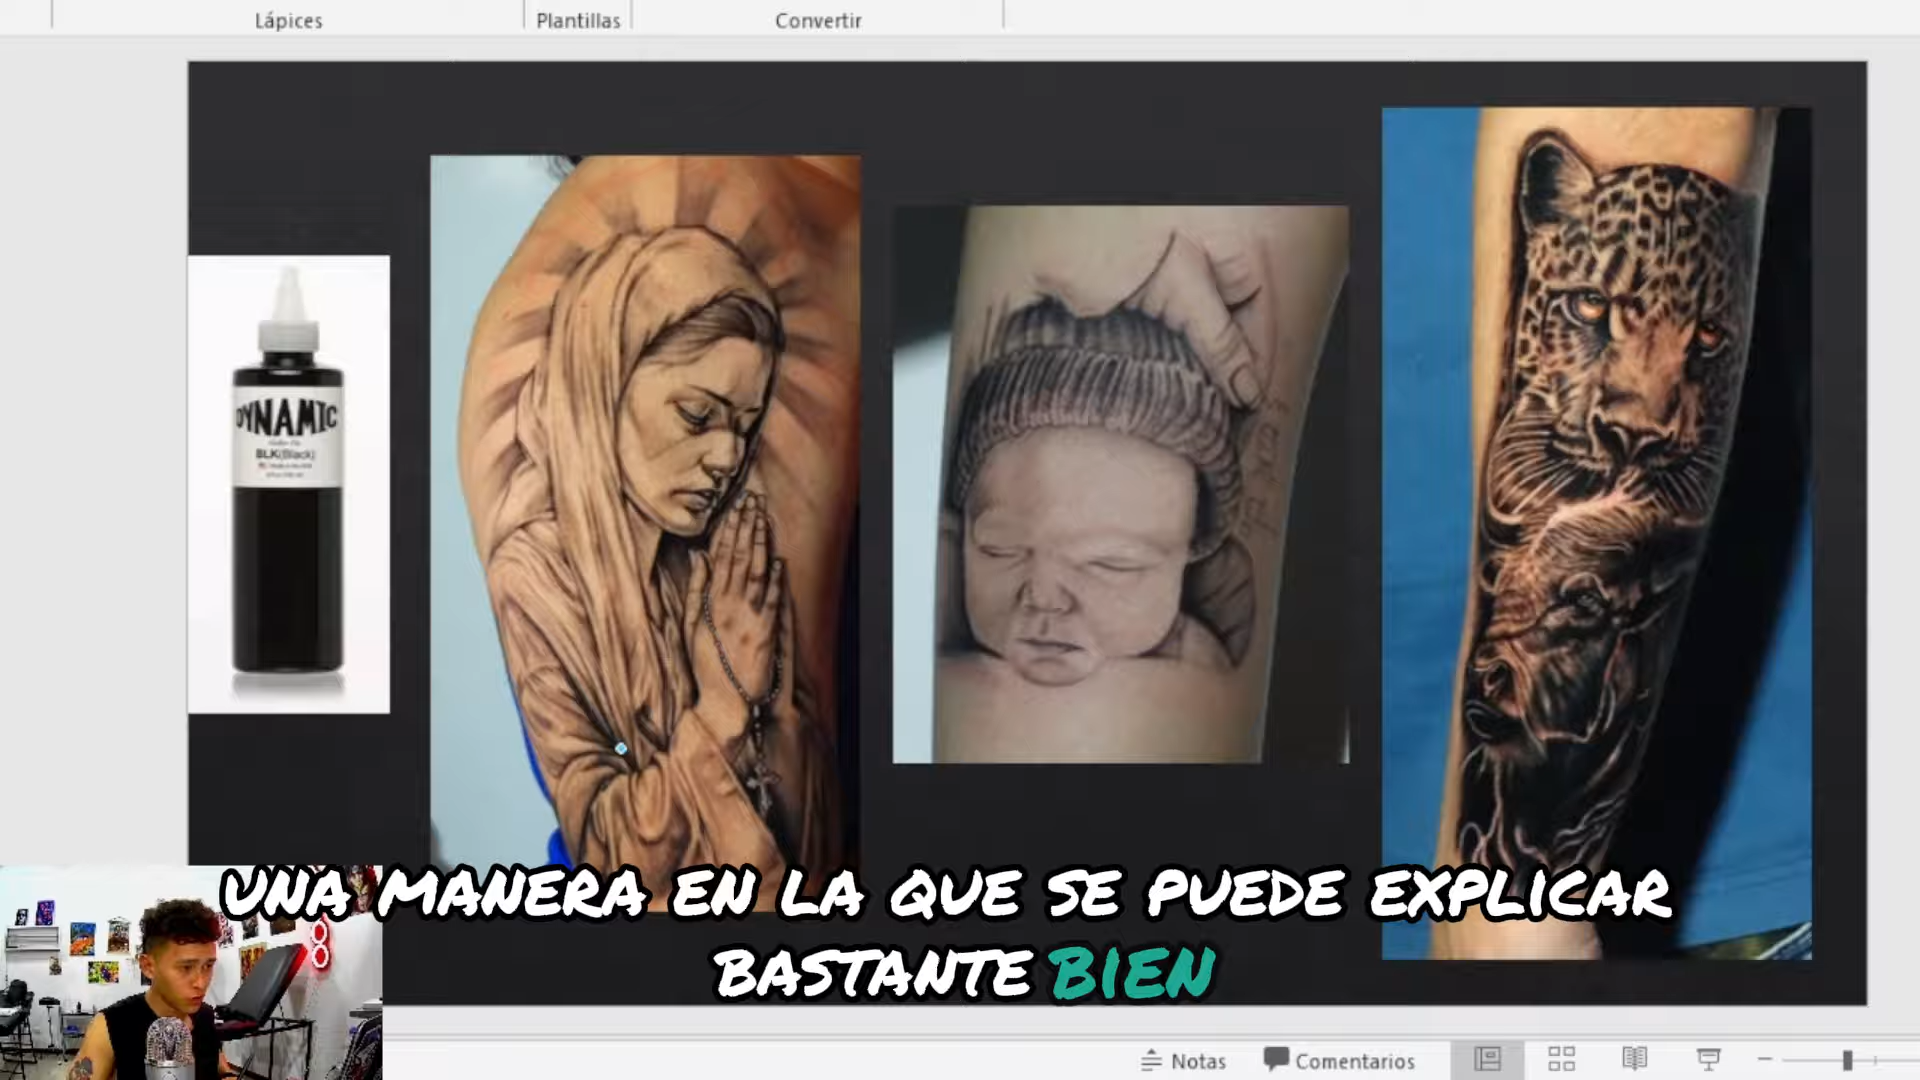 Lápices
Plantillas
Convertir
DYNAMIC
BLK(Black)
UNA MANERA EN LA QUE SE PUEDE EXPLICAR
BASTANTE BIEN
Notas
Comentarios